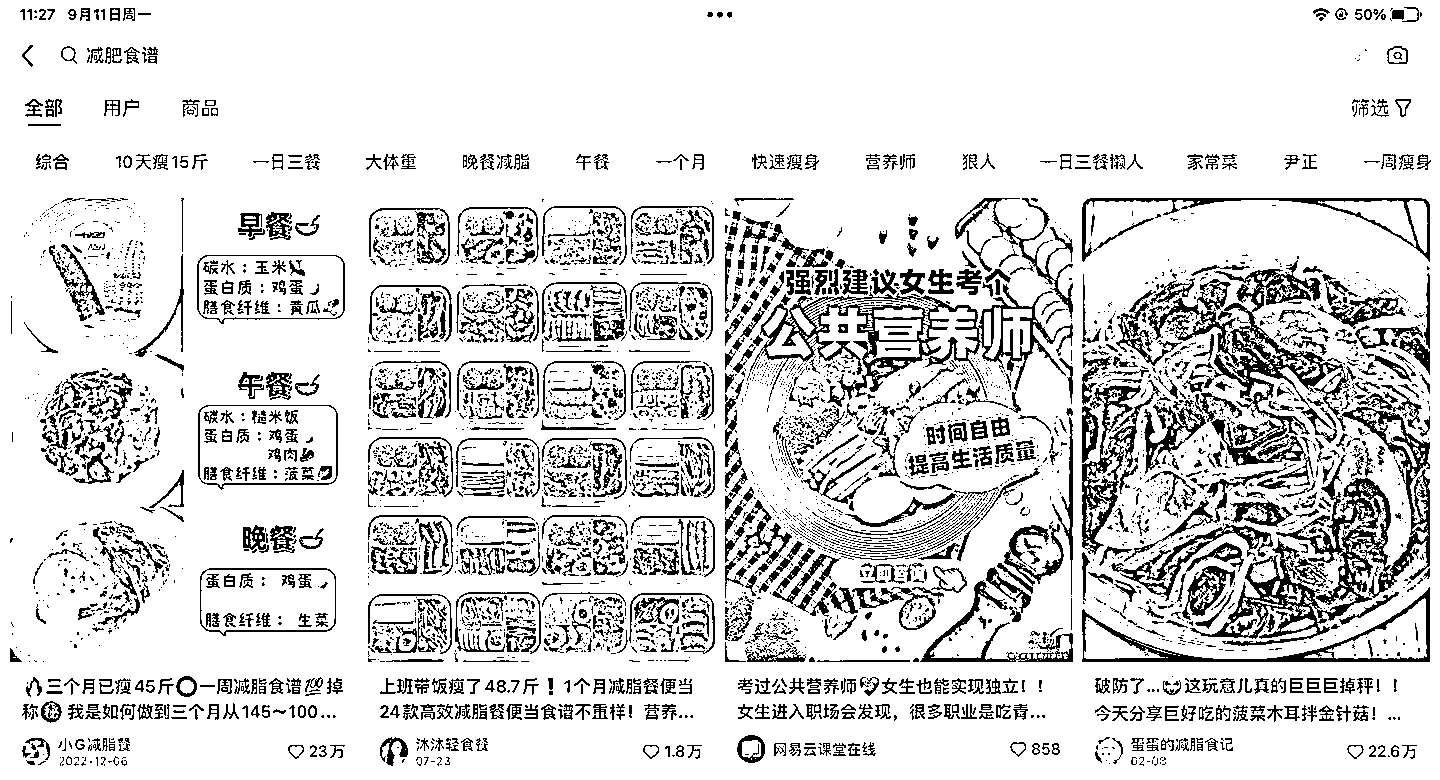 11:27 9月11日周一
50%
减肥食谱
全部 用户 商品
筛选
综合 10天瘦15斤 一日三餐 大体重 晚餐减脂 午餐 一个月 快速瘦身 营养师 狠人 一日三餐懒人 家常菜 尹正 一周瘦身
早餐
碳水：玉米
蛋白质：鸡蛋
膳食纤维：黄瓜
午餐
碳水：糙米饭
蛋白质：鸡蛋
鸡肉
膳食纤维：菠菜
晚餐
蛋白质： 鸡蛋
膳食纤维： 生菜
🔥三个月已瘦45斤⭕一周减脂食谱💯掉
称 我是如何做到三个月从145~100...
小G减脂餐
2022-12-06
23万
上班带饭瘦了48.7斤❗1个月减脂餐便当
24款高效减脂餐便当食谱不重样！营养...
沐沐轻食餐
07-23
1.8万
强烈建议女生考个
公共营养师
时间自由
提高生活质量
立即咨询
考过公共营养师 女生也能实现独立！！
女生进入职场会发现，很多职业是吃青...
网易云课堂在线
858
破防了... 这玩意儿真的巨巨巨掉秤！！
今天分享巨好吃的菠菜木耳拌金针菇！...
蛋蛋的减脂食记
02-08
22.6万